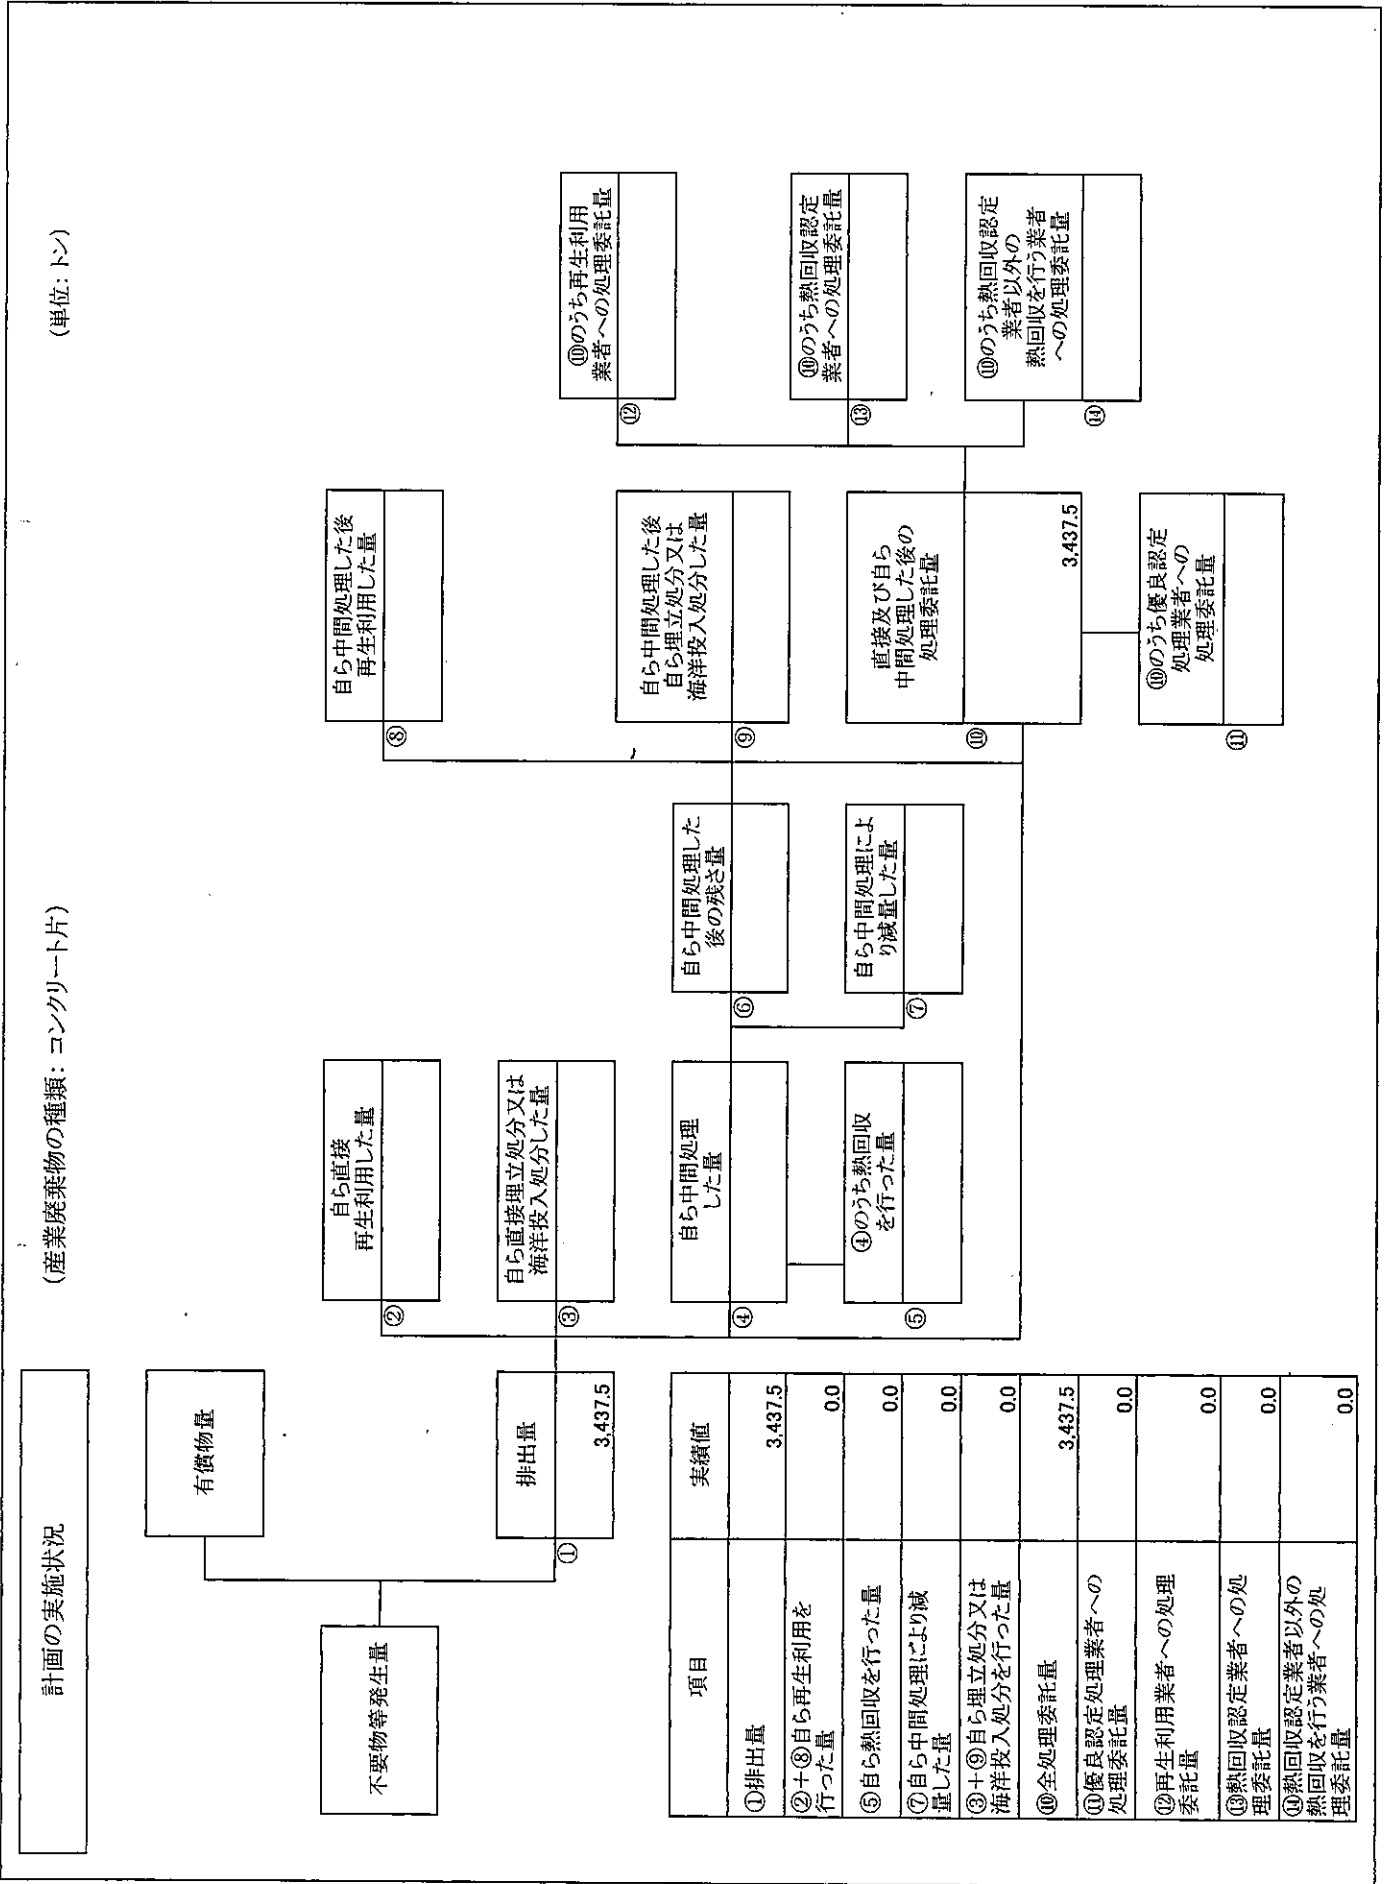 計画の実施状況
(産業廃棄物の種類：コンクリート片)
(単位：トン)
不要物等発生量
有償物量
①
排出量
3,437.5
②
自ら直接
再生利用した量
③
自ら直接埋立処分又は
海洋投入処分した量
④
自ら中間処理
した量
⑤
④のうち熱回収
を行った量
⑥
自ら中間処理した
後の残さ量
⑦
自ら中間処理によ
り減量した量
⑧
自ら中間処理した後
再生利用した量
⑨
自ら中間処理した後
自ら埋立処分又は
海洋投入処分した量
⑩
直接及び自ら
中間処理した後の
処理委託量
3,437.5
⑪
⑩のうち優良認定
処理業者への
処理委託量
⑫
⑩のうち再生利用
業者への処理委託量
⑬
⑩のうち熱回収認定
業者への処理委託量
⑭
⑩のうち熱回収認定
業者以外の
熱回収を行う業者
への処理委託量
項目 実績値
①排出量 3,437.5
②+⑧自ら再生利用を
行った量 0.0
⑤自ら熱回収を行った量 0.0
⑦自ら中間処理により減
量した量 0.0
③+⑨自ら埋立処分又は
海洋投入処分を行った量 0.0
⑩全処理委託量 3,437.5
⑪優良認定処理業者への
処理委託量 0.0
⑫再生利用業者への処理
委託量 0.0
⑬熱回収認定業者への処
理委託量 0.0
⑭熱回収認定業者以外の
熱回収を行う業者への処
理委託量 0.0